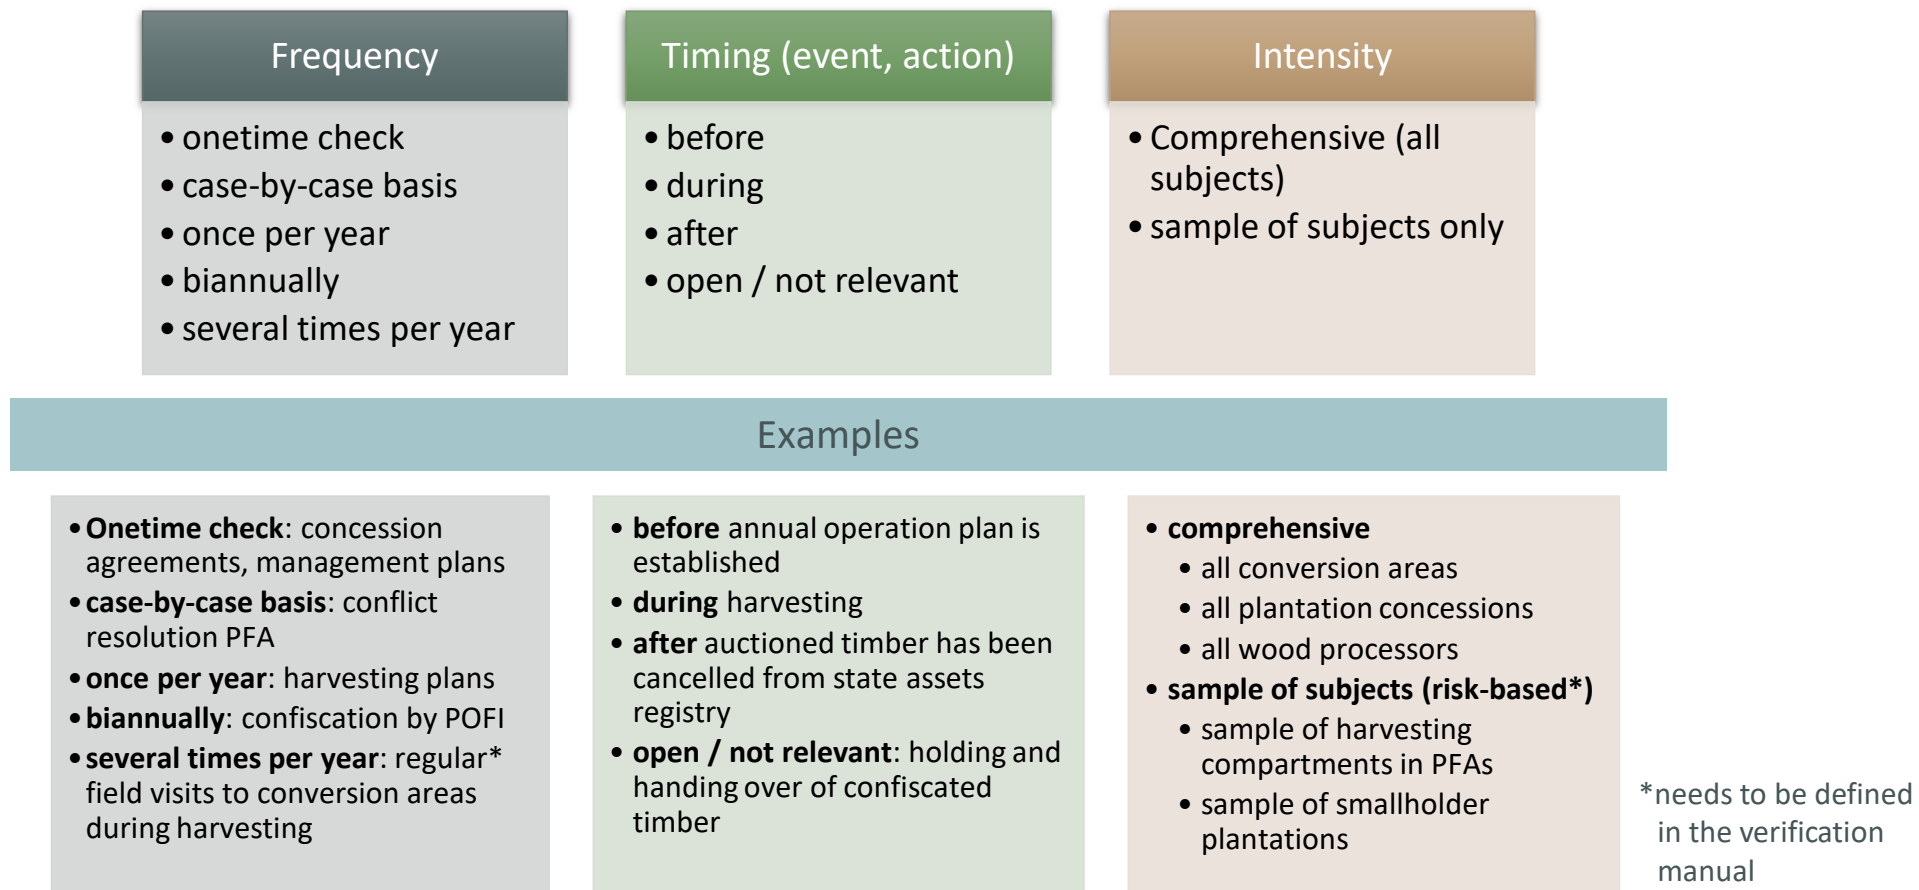 Frequency
• onetime check
• case-by-case basis
• once per year
• biannually
• several times per year
Timing (event, action)
• before
• during
• after
• open / not relevant
Intensity
• Comprehensive (all
subjects)
• sample of subjects only
Examples
• Onetime check: concession
agreements, management plans
• case-by-case basis: conflict
resolution PFA
• once per year: harvesting plans
• biannually: confiscation by POFI
• several times per year: regular*
field visits to conversion areas
during harvesting
• before annual operation plan is
established
• during harvesting
• after auctioned timber has been
cancelled from state assets
registry
• open / not relevant: holding and
handing over of confiscated
timber
• comprehensive
• all conversion areas
• all plantation concessions
• all wood processors
• sample of subjects (risk-based*)
• sample of harvesting
compartments in PFAs
• sample of smallholder
plantations
*needs to be defined
in the verification
manual